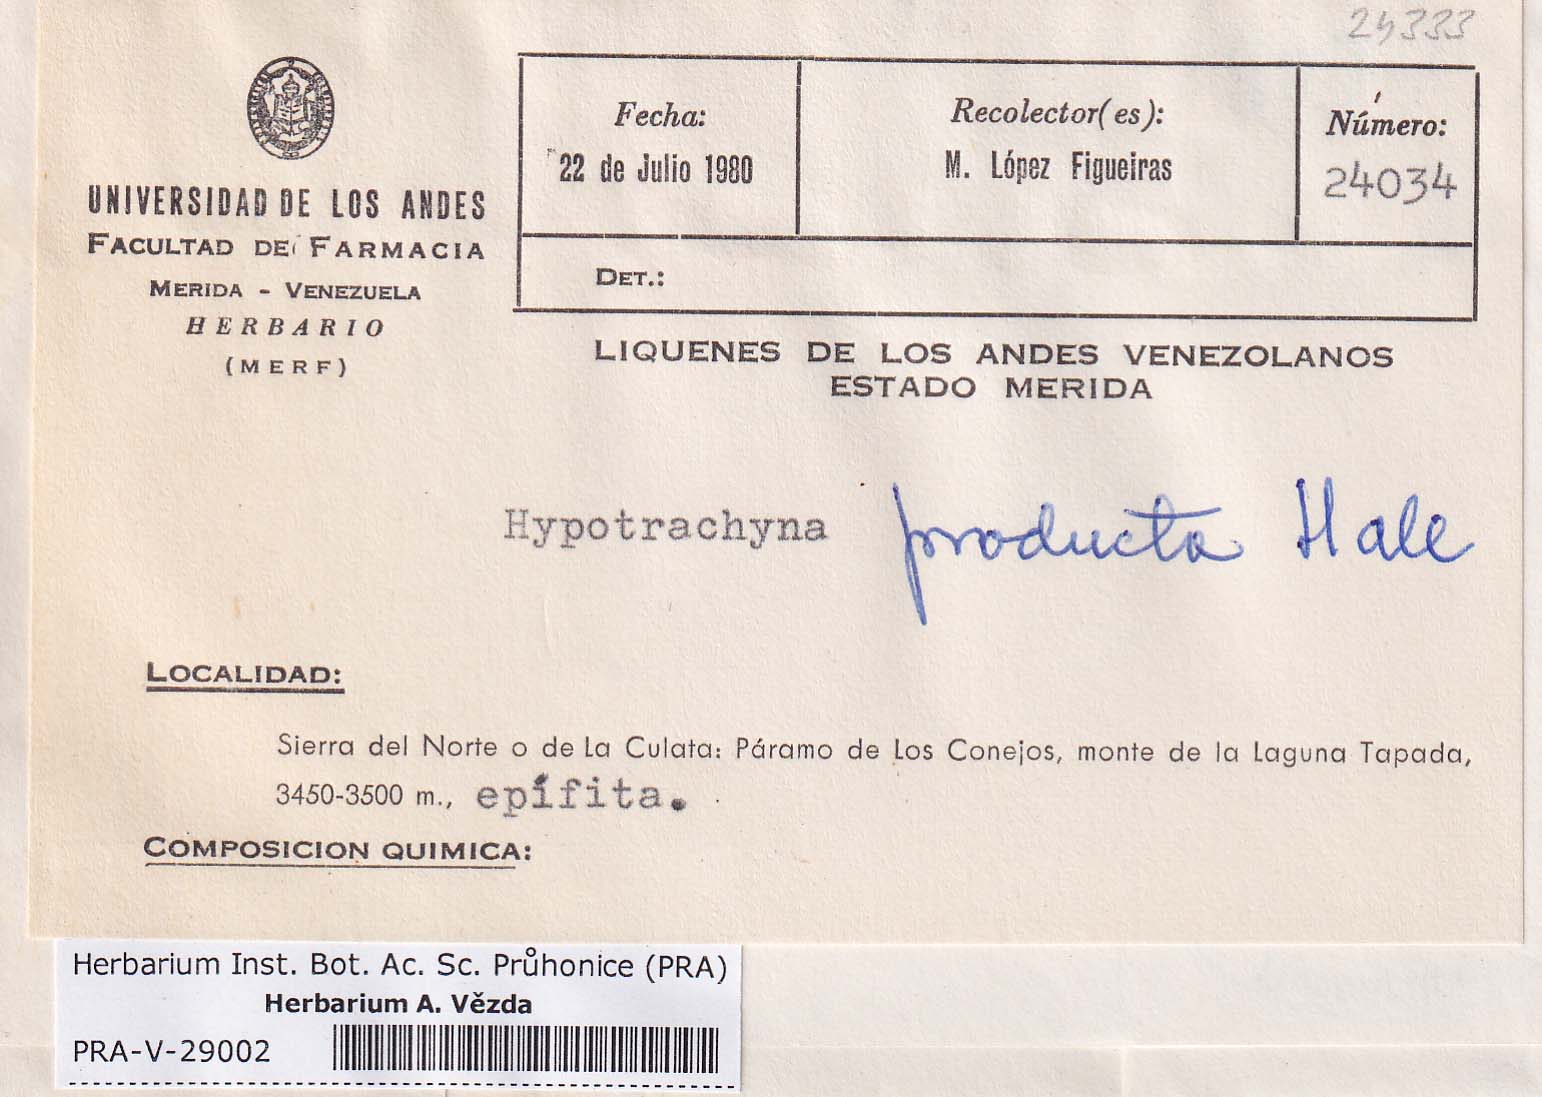 24333
Fecha:
22 de Julio 1980
Recolector(es):
M. López Figueiras
Número:
24034
DET.:
UNIVERSIDAD DE LOS ANDES
FACULTAD DE FARMACIA
MERIDA - VENEZUELA
HERBARIO
(MERF)
LIQUENES DE LOS ANDES VENEZOLANOS
ESTADO MERIDA
Hypotrachyna producta Hale
LOCALIDAD:
Sierra del Norte o de La Culata: Páramo de Los Conejos, monte de la Laguna Tapada,
3450-3500 m., epífita.
COMPOSICION QUIMICA:
Herbarium Inst. Bot. Ac. Sc. Průhonice (PRA)
Herbarium A. Vězda
PRA-V-29002